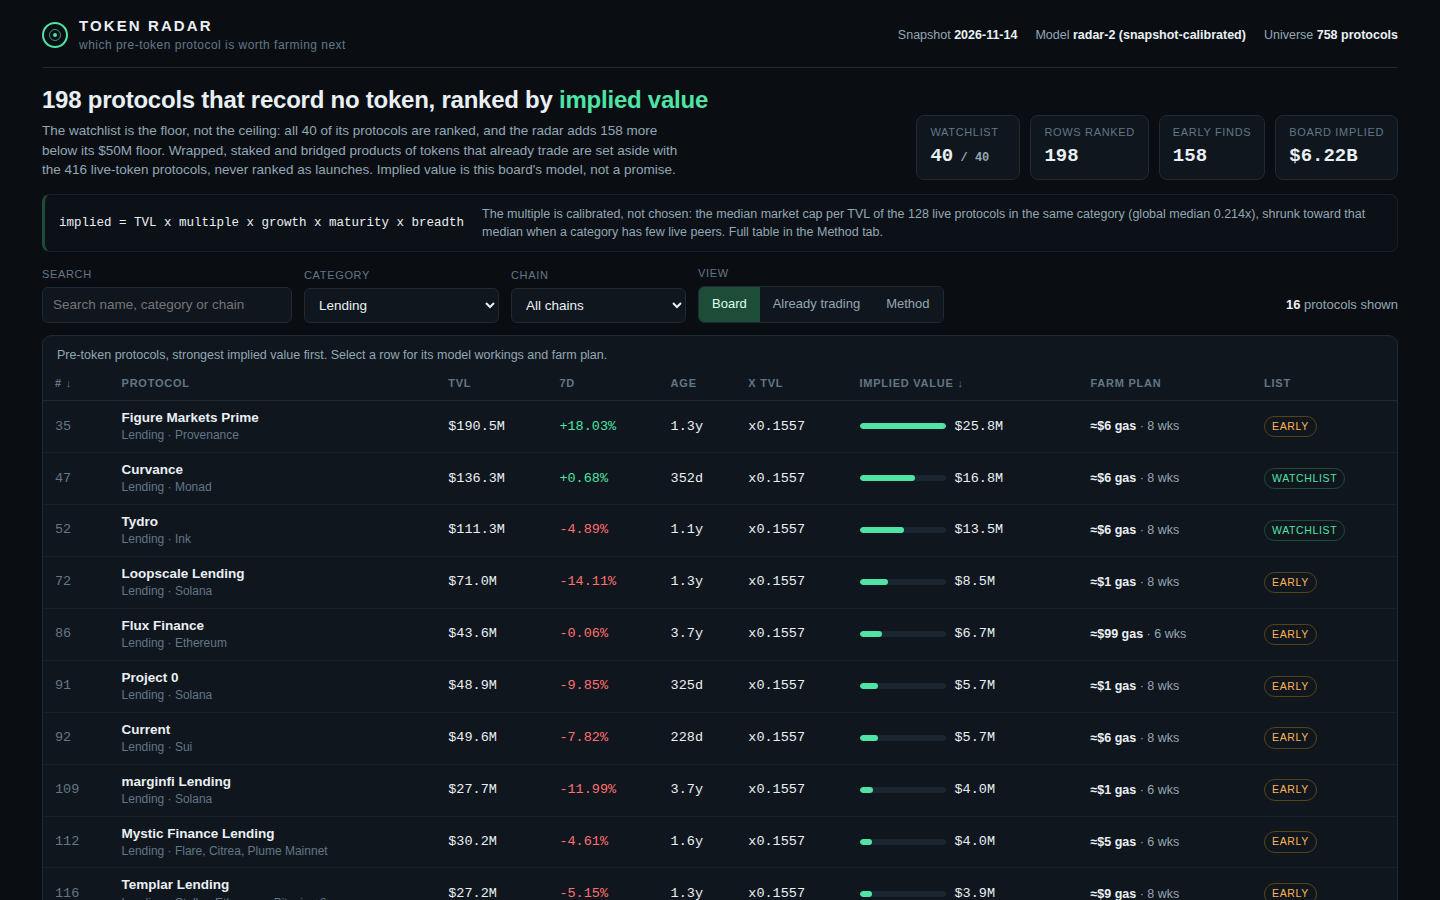 TOKEN RADAR
which pre-token protocol is worth farming next
Snapshot 2026-11-14 Model radar-2 (snapshot-calibrated) Universe 758 protocols
198 protocols that record no token, ranked by implied value
The watchlist is the floor, not the ceiling: all 40 of its protocols are ranked, and the radar adds 158 more
below its $50M floor. Wrapped, staked and bridged products of tokens that already trade are set aside with
the 416 live-token protocols, never ranked as launches. Implied value is this board's model, not a promise.
WATCHLIST
40 / 40
ROWS RANKED
198
EARLY FINDS
158
BOARD IMPLIED
$6.22B
implied = TVL x multiple x growth x maturity x breadth
The multiple is calibrated, not chosen: the median market cap per TVL of the 128 live protocols in the same category (global median 0.214x), shrunk toward that
median when a category has few live peers. Full table in the Method tab.
SEARCH
Search name, category or chain
CATEGORY
Lending
CHAIN
All chains
VIEW
Board Already trading Method
16 protocols shown
Pre-token protocols, strongest implied value first. Select a row for its model workings and farm plan.
# ↓ PROTOCOL TVL 7D AGE X TVL IMPLIED VALUE ↓ FARM PLAN LIST
35 Figure Markets Prime $190.5M +18.03% 1.3y x0.1557 $25.8M ≈$6 gas · 8 wks EARLY
Lending · Provenance
47 Curvance $136.3M +0.68% 352d x0.1557 $16.8M ≈$6 gas · 8 wks WATCHLIST
Lending · Monad
52 Tydro $111.3M -4.89% 1.1y x0.1557 $13.5M ≈$6 gas · 8 wks WATCHLIST
Lending · Ink
72 Loopscale Lending $71.0M -14.11% 1.3y x0.1557 $8.5M ≈$1 gas · 8 wks EARLY
Lending · Solana
86 Flux Finance $43.6M -0.06% 3.7y x0.1557 $6.7M ≈$99 gas · 6 wks EARLY
Lending · Ethereum
91 Project 0 $48.9M -9.85% 325d x0.1557 $5.7M ≈$1 gas · 8 wks EARLY
Lending · Solana
92 Current $49.6M -7.82% 228d x0.1557 $5.7M ≈$6 gas · 8 wks EARLY
Lending · Sui
109 marginfi Lending $27.7M -11.99% 3.7y x0.1557 $4.0M ≈$1 gas · 6 wks EARLY
Lending · Solana
112 Mystic Finance Lending $30.2M -4.61% 1.6y x0.1557 $4.0M ≈$5 gas · 6 wks EARLY
Lending · Flare, Citrea, Plume Mainnet
116 Templar Lending $27.2M -5.15% 1.3y x0.1557 $3.9M ≈$9 gas · 8 wks EARLY